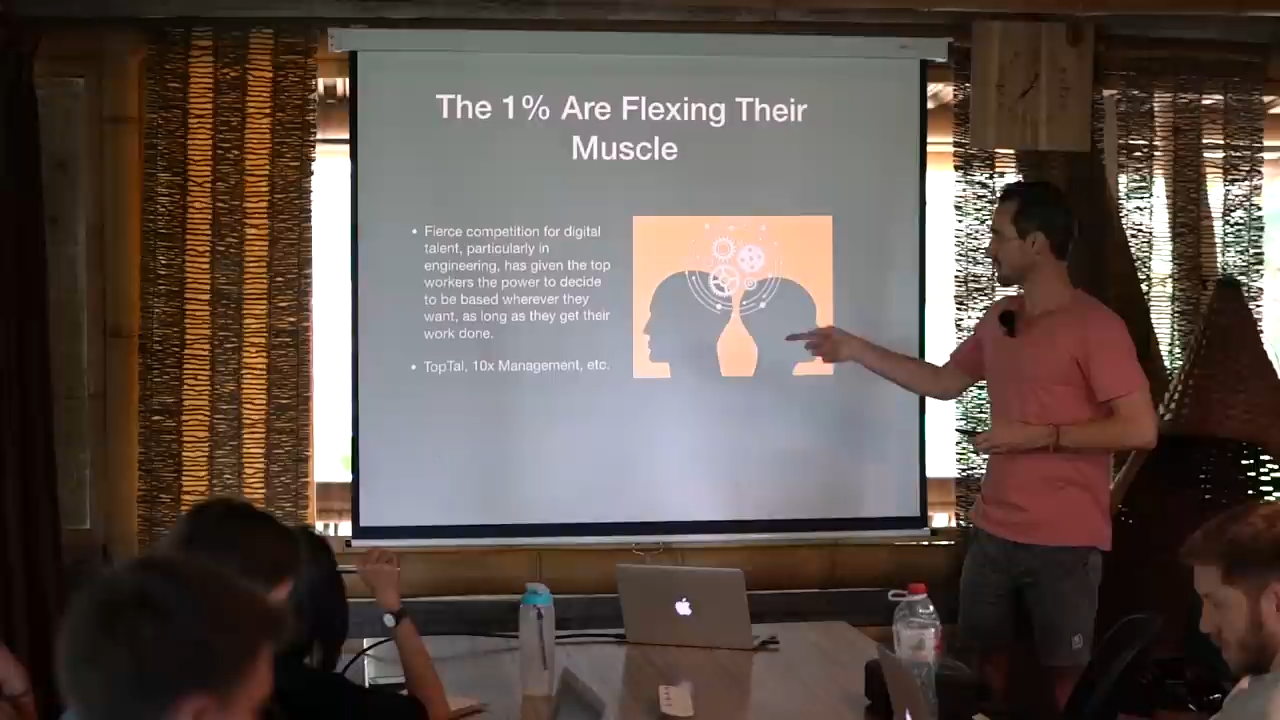 The 1% Are Flexing Their
Muscle
• Fierce competition for digital
talent, particularly in
engineering, has given the top
workers the power to decide
to be based wherever they
want, as long as they get their
work done.
• TopTal, 10x Management, etc.